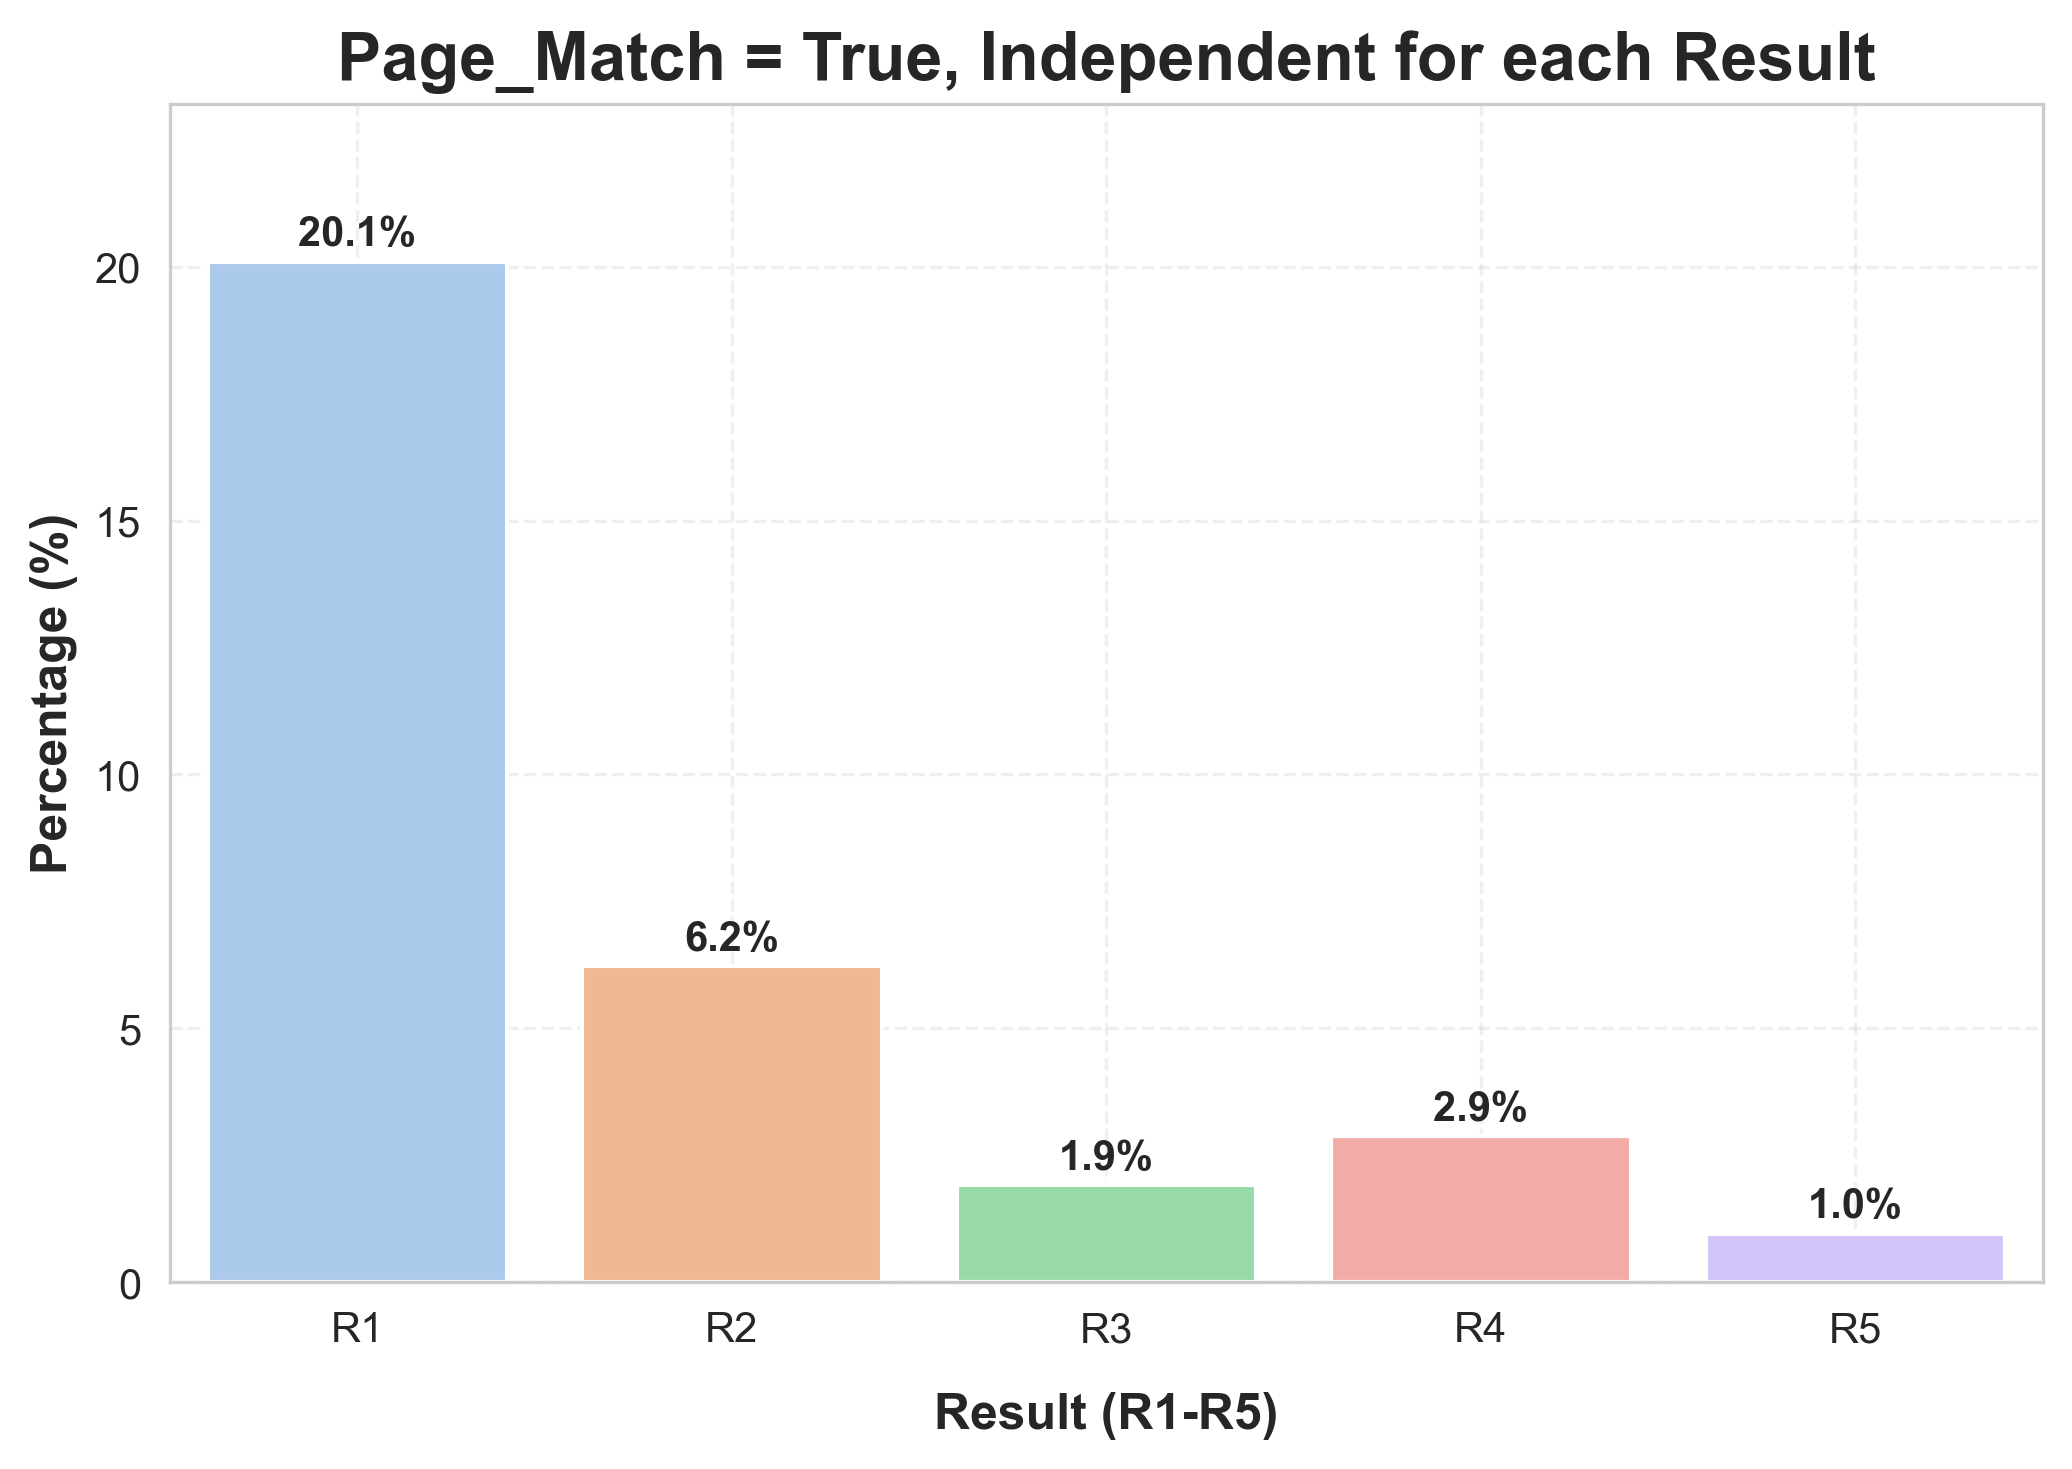 Page_Match = True, Independent for each Result
Percentage (%)
20
15
10
5
0
20.1%
6.2%
1.9%
2.9%
1.0%
R1
R2
R3
R4
R5
Result (R1-R5)